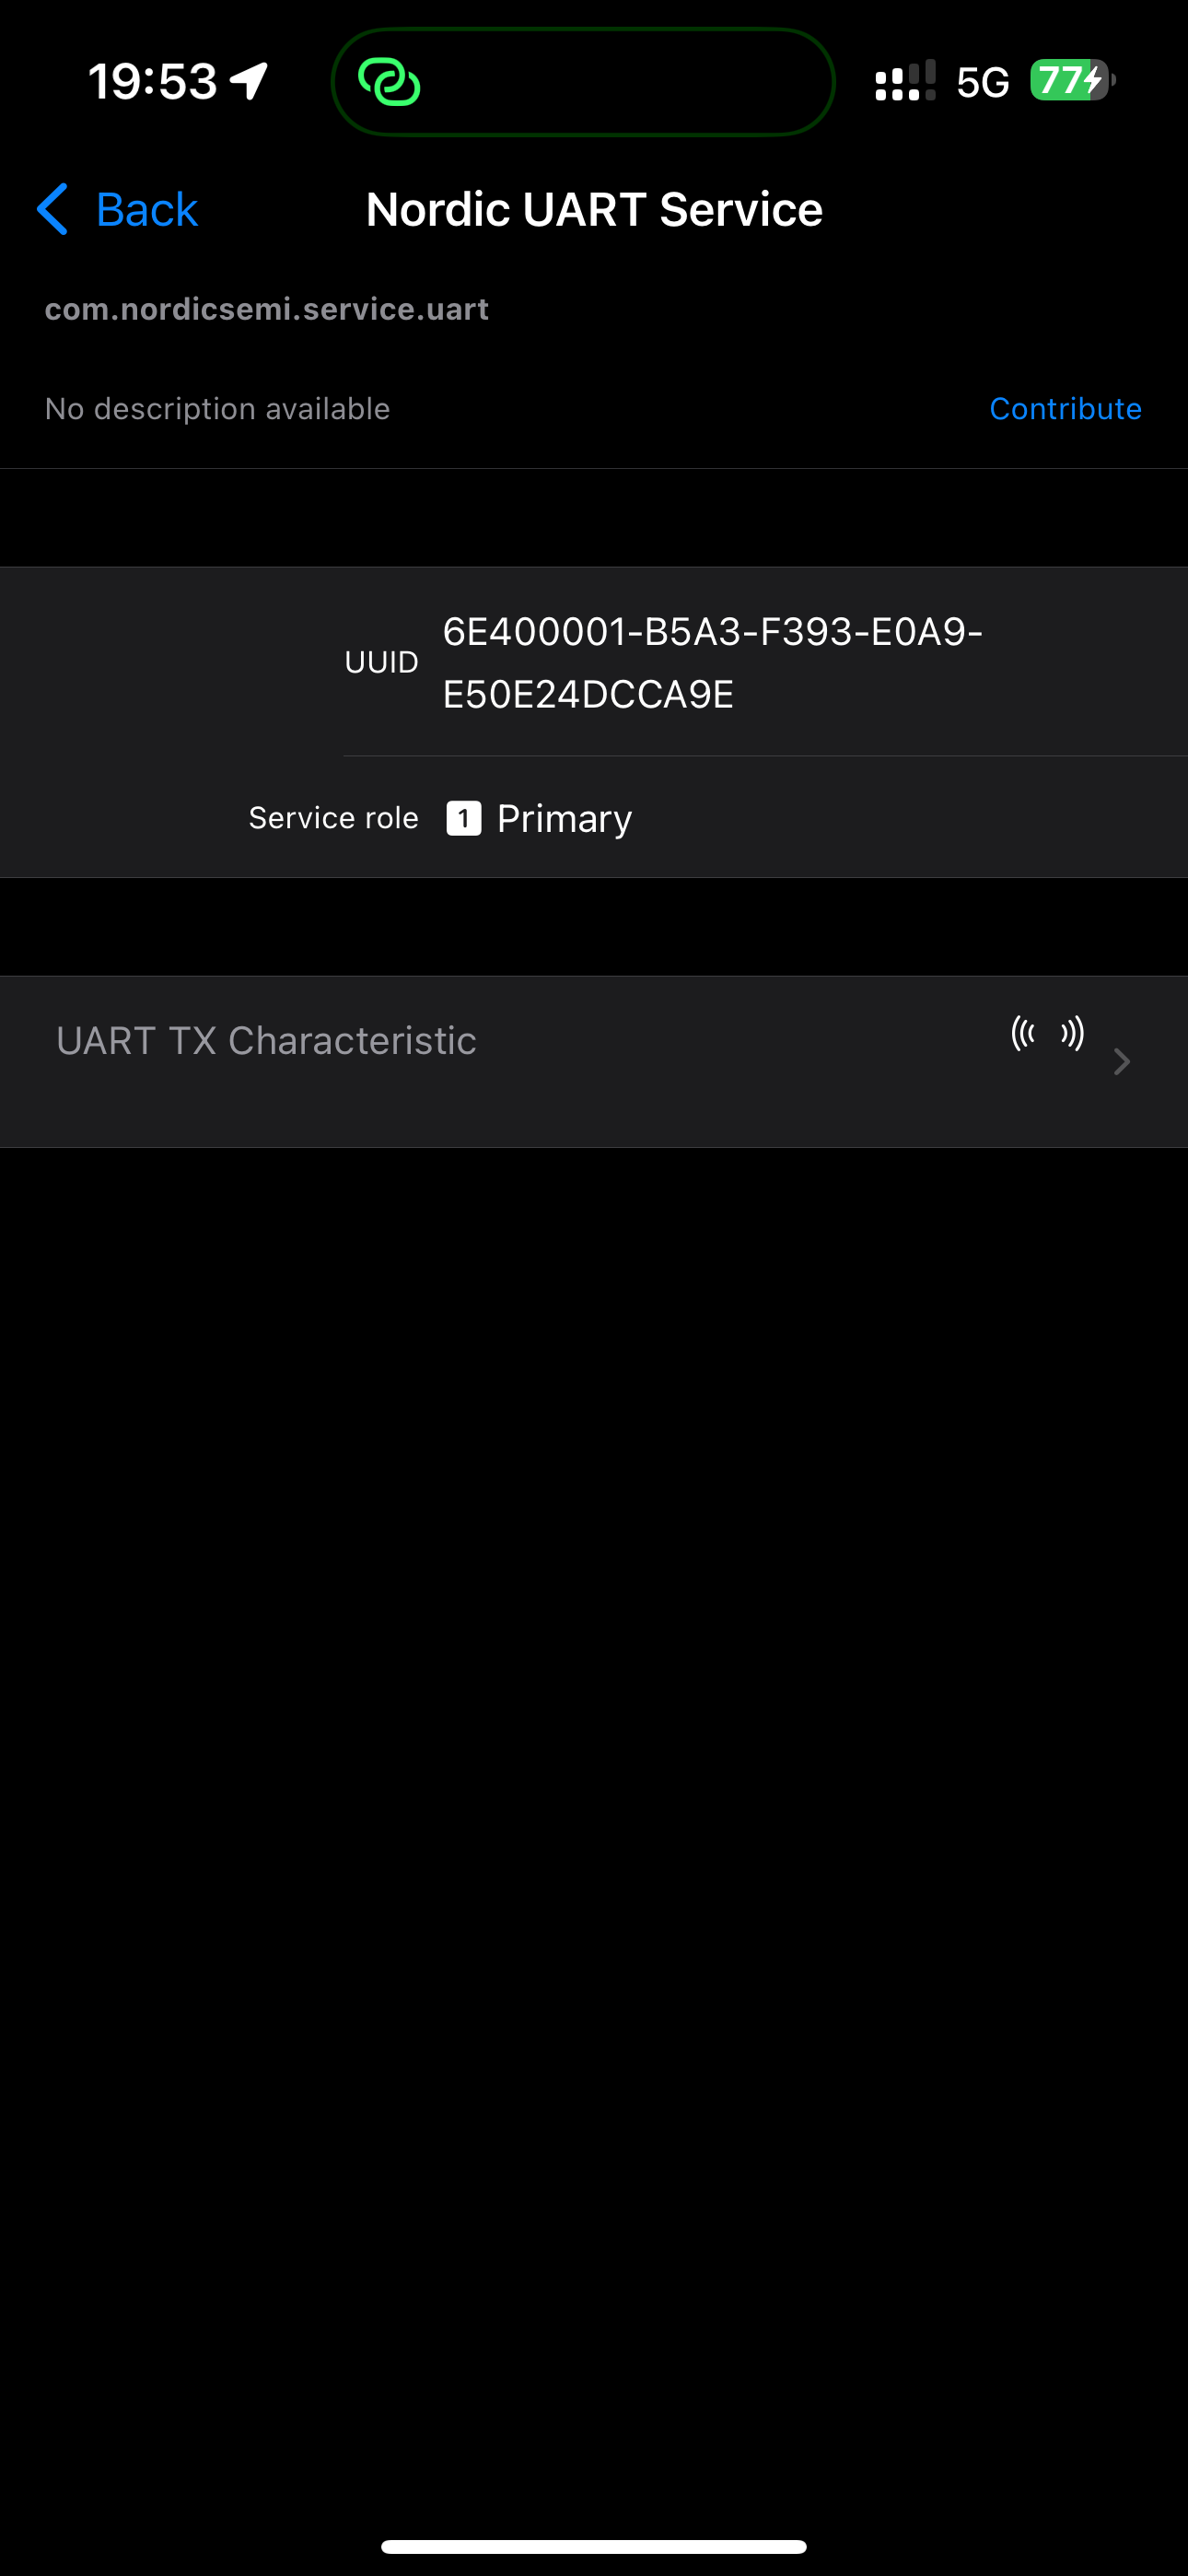 19:53
5G
77
Back
Nordic UART Service
com.nordicsemi.service.uart
No description available
Contribute
UUID
6E400001-B5A3-F393-E0A9-
E50E24DCCA9E
Service role
1 Primary
UART TX Characteristic